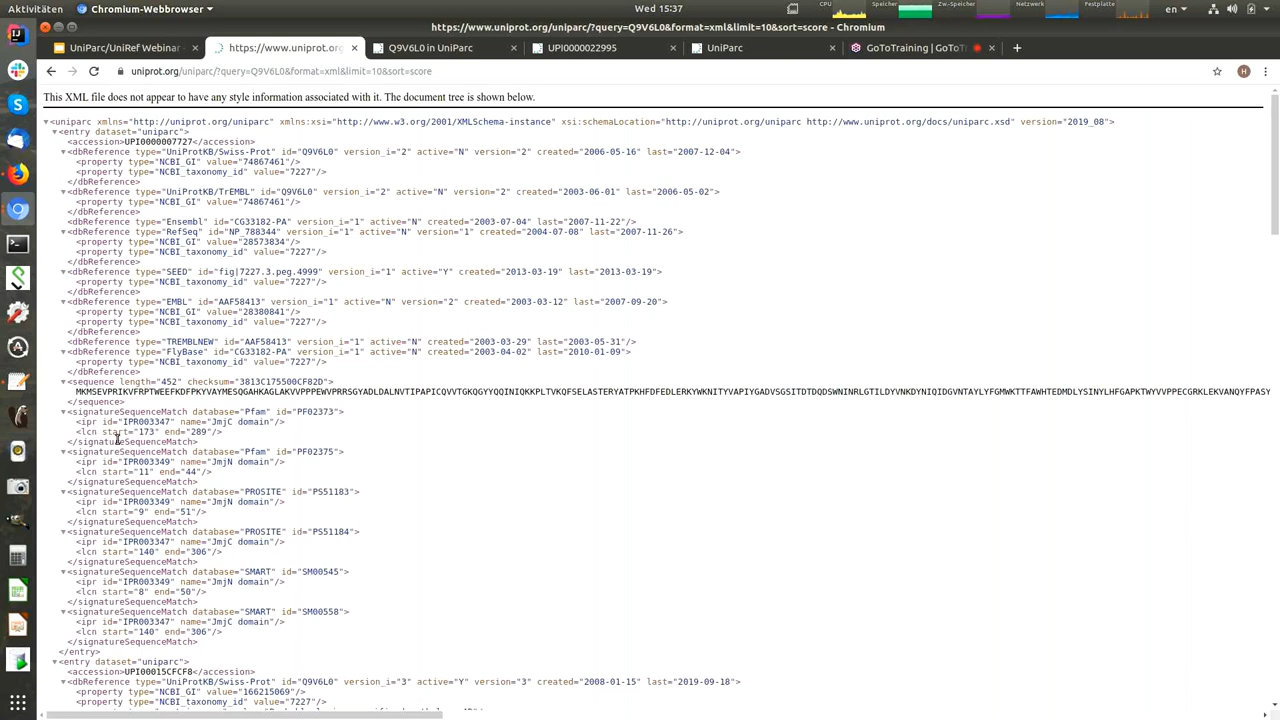 Aktivitäten
Chromium-Webbrowser
Wed 15:37
CPU
Speicher
Zw.-Speicher
Netzwerk
Festplatte
en
https://www.uniprot.org/uniparc/?query=Q9V6L0&format=xml&limit=10&sort=score - Chromium
UniParc/UniRef Webinar
https://www.uniprot.org
Q9V6L0 in UniParc
UPI0000022995
UniParc
GoToTraining | GoTo
uniprot.org/uniparc/?query=Q9V6L0&format=xml&limit=10&sort=score
H
This XML file does not appear to have any style information associated with it. The document tree is shown below.
<uniparc xmlns="http://uniprot.org/uniparc" xmlns:xsi="http://www.w3.org/2001/XMLSchema-instance" xsi:schemaLocation="http://uniprot.org/uniparc http://www.uniprot.org/docs/uniparc.xsd" version="2019_08">
<entry dataset="uniparc">
<accession>UPI0000007727</accession>
<dbReference type="UniProtKB/Swiss-Prot" id="Q9V6L0" version_i="2" active="N" version="2" created="2006-05-16" last="2007-12-04">
<property type="NCBI_GI" value="74867461"/>
<property type="NCBI_taxonomy_id" value="7227"/>
</dbReference>
<dbReference type="UniProtKB/TrEMBL" id="Q9V6L0" version_i="2" active="N" version="2" created="2003-06-01" last="2006-05-02">
<property type="NCBI_GI" value="74867461"/>
<property type="NCBI_taxonomy_id" value="7227"/>
</dbReference>
<dbReference type="Ensembl" id="CG33182-PA" version_i="1" active="N" created="2003-07-04" last="2007-11-22"/>
<dbReference type="RefSeq" id="NP_788344" version_i="1" active="N" version="1" created="2004-07-08" last="2007-11-26">
<property type="NCBI_GI" value="28573834"/>
<property type="NCBI_taxonomy_id" value="7227"/>
</dbReference>
<dbReference type="SEED" id="fig|7227.3.peg.4999" version_i="1" active="Y" created="2013-03-19" last="2013-03-19">
<property type="NCBI_taxonomy_id" value="7227"/>
</dbReference>
<dbReference type="EMBL" id="AAF58413" version_i="1" active="N" version="2" created="2003-03-12" last="2007-09-20">
<property type="NCBI_GI" value="28380841"/>
<property type="NCBI_taxonomy_id" value="7227"/>
</dbReference>
<dbReference type="TREMBLNEW" id="AAF58413" version_i="1" active="N" created="2003-03-29" last="2003-05-31"/>
<dbReference type="FlyBase" id="CG33182-PA" version_i="1" active="N" created="2003-04-02" last="2010-01-09">
<property type="NCBI_taxonomy_id" value="7227"/>
</dbReference>
<sequence length="452" checksum="3813C175500CF82D">
MKMSEVPRIKVFRPTWEEFKDFPKYVAYMESQGAHKAGLAKVVPPPEWVPRRSGYADLDALNVTIPAPICQVVTGKQGYYQQINIQKKPLTVKQFSELASTERYATPKHFDFEDLERKYWKNITYVAPIYGADVSGSITDTDQDSWNINRLGTILDYVNKDYNIQIDGVNTAYLYFGMWKTTFAWHTEDMDLYSINYLHFGAPKTWYVVPPECGRKLEKVANQYFPASY
</sequence>
<signatureSequenceMatch database="Pfam" id="PF02373">
<ipr id="IPR003347" name="JmjC domain"/>
<lcn start="173" end="289"/>
</signatureSequenceMatch>
<signatureSequenceMatch database="Pfam" id="PF02375">
<ipr id="IPR003349" name="JmjN domain"/>
<lcn start="11" end="44"/>
</signatureSequenceMatch>
<signatureSequenceMatch database="PROSITE" id="PS51183">
<ipr id="IPR003349" name="JmjN domain"/>
<lcn start="9" end="51"/>
</signatureSequenceMatch>
<signatureSequenceMatch database="PROSITE" id="PS51184">
<ipr id="IPR003347" name="JmjC domain"/>
<lcn start="140" end="306"/>
</signatureSequenceMatch>
<signatureSequenceMatch database="SMART" id="SM00545">
<ipr id="IPR003349" name="JmjN domain"/>
<lcn start="8" end="50"/>
</signatureSequenceMatch>
<signatureSequenceMatch database="SMART" id="SM00558">
<ipr id="IPR003347" name="JmjC domain"/>
<lcn start="140" end="306"/>
</signatureSequenceMatch>
</entry>
<entry dataset="uniparc">
<accession>UPI00015CFCF8</accession>
<dbReference type="UniProtKB/Swiss-Prot" id="Q9V6L0" version_i="3" active="Y" version="3" created="2008-01-15" last="2019-09-18">
<property type="NCBI_GI" value="166215069"/>
<property type="NCBI_taxonomy_id" value="7227"/>